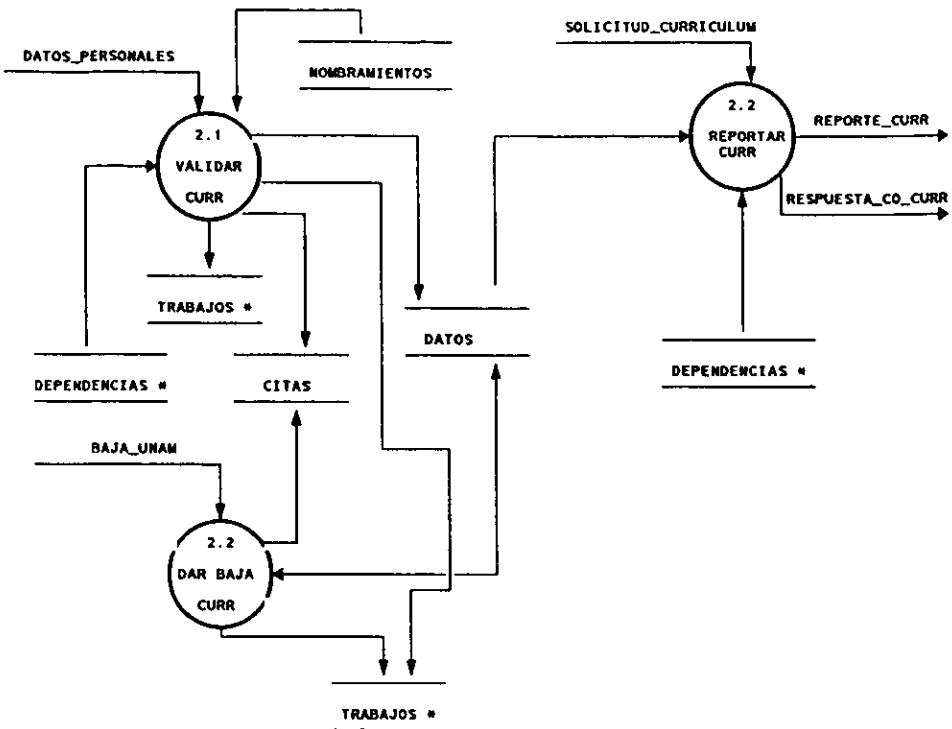 SOLICITUD_CURRICULUM
DATOS_PERSONALES
NOMBRAMIENTOS
2.1
VALIDAR
CURR
2.2
REPORTAR
CURR
REPORTE_CURR
RESPUESTA_CO_CURR
TRABAJOS *
DATOS
DEPENDENCIAS *
CITAS
DEPENDENCIAS *
BAJA_UNAM
2.2
DAR BAJA
CURR
TRABAJOS *